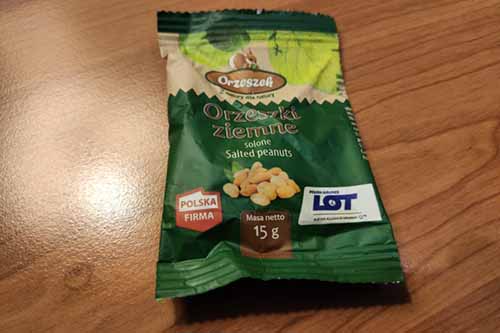 Orzeszek
Orzeszki
ziemne
solone
Salted peanuts
POLSKA
FIRMA
Masa netto
15 g
LOT